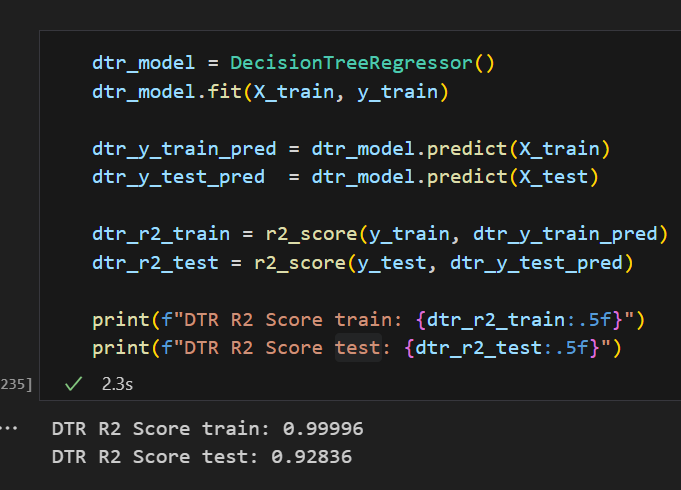 dtr_model = DecisionTreeRegressor()
dtr_model.fit(X_train, y_train)
dtr_y_train_pred = dtr_model.predict(X_train)
dtr_y_test_pred  = dtr_model.predict(X_test)
dtr_r2_train = r2_score(y_train, dtr_y_train_pred)
dtr_r2_test = r2_score(y_test, dtr_y_test_pred)
print(f"DTR R2 Score train: {dtr_r2_train:.5f}")
print(f"DTR R2 Score test: {dtr_r2_test:.5f}")
235] ✓ 2.3s
... DTR R2 Score train: 0.99996
DTR R2 Score test: 0.92836